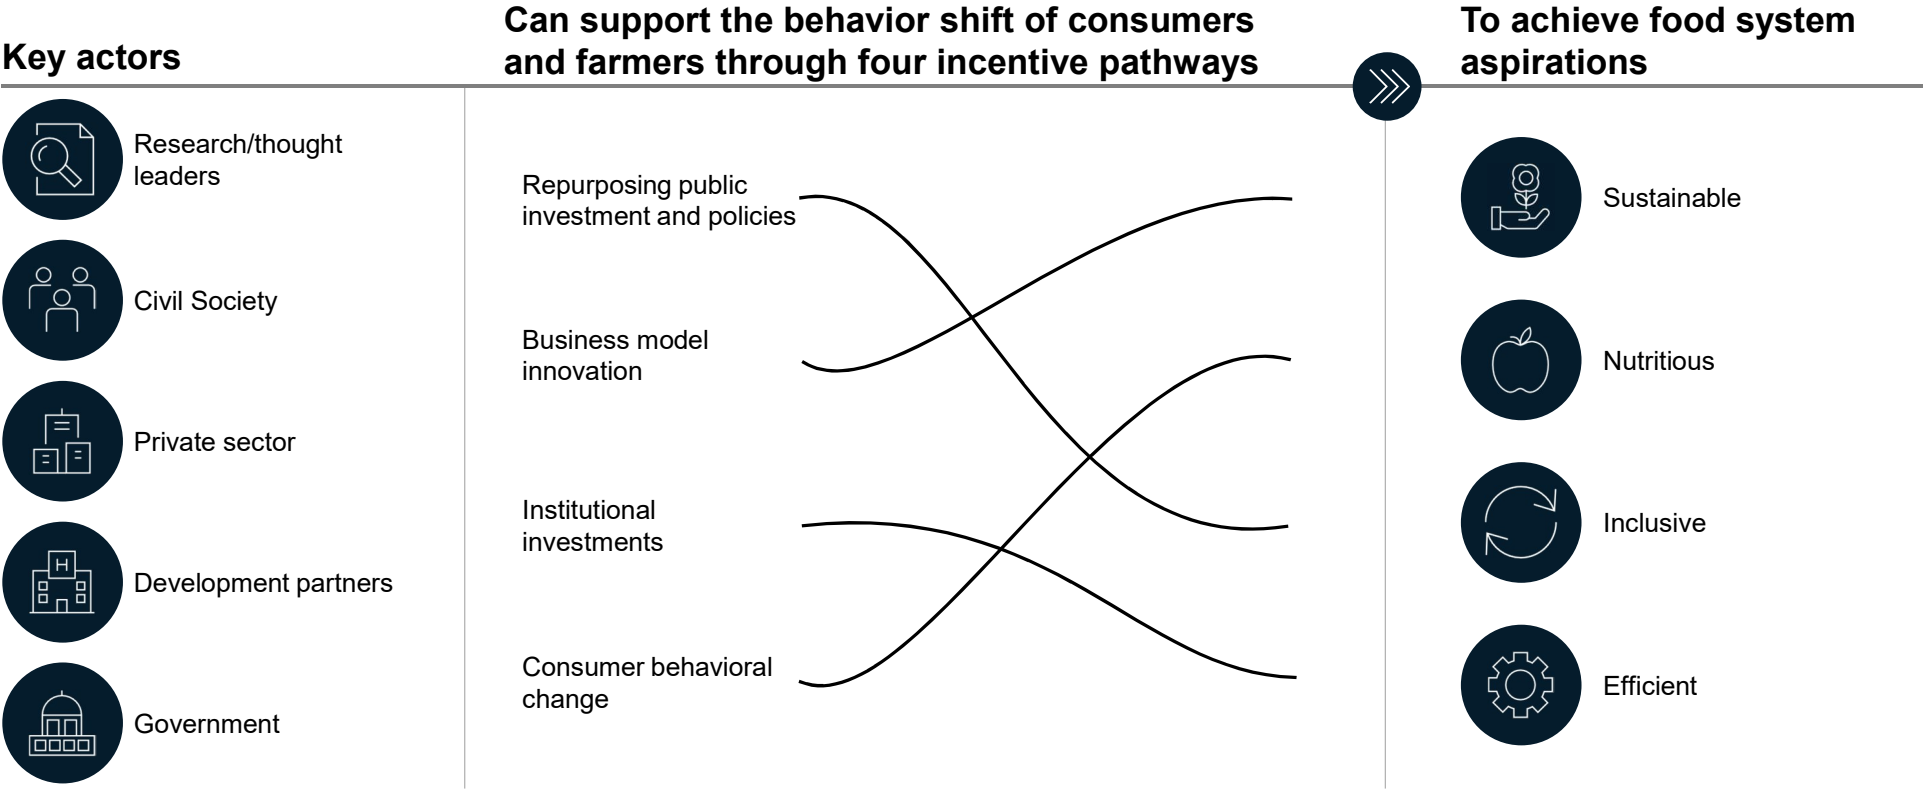 Key actors
Can support the behavior shift of consumers
and farmers through four incentive pathways
To achieve food system
aspirations
Research/thought
leaders
Civil Society
Private sector
H
Development partners
Government
Repurposing public
investment and policies
Business model
innovation
Institutional
investments
Consumer behavioral
change
Sustainable
Nutritious
Inclusive
Efficient